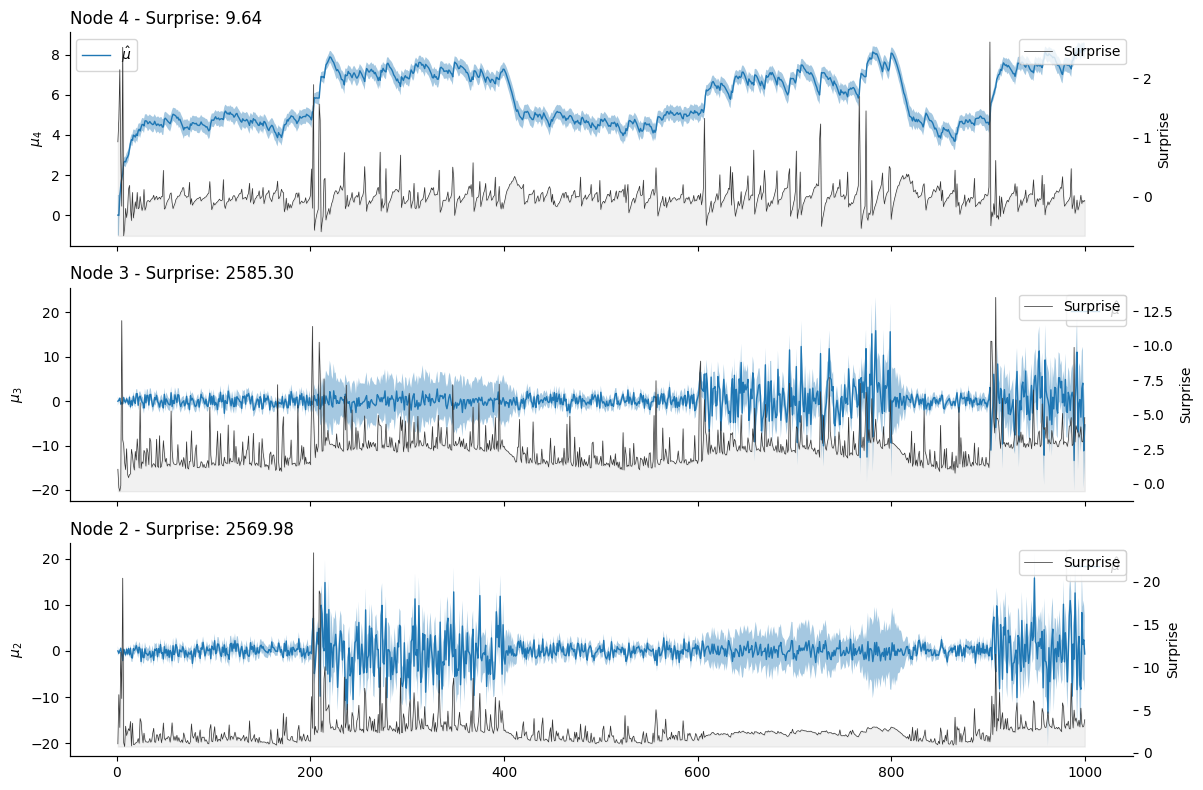 Node 4 - Surprise: 9.64
μ̂
Surprise
8
6
4
2
0
μ4
2
1
0
Surprise
Node 3 - Surprise: 2585.30
Surprise
μ̂
20
10
0
−10
−20
μ3
12.5
10.0
7.5
5.0
2.5
0.0
Surprise
Node 2 - Surprise: 2569.98
Surprise
μ̂
20
10
0
−10
−20
μ2
20
15
10
5
0
Surprise
0
200
400
600
800
1000